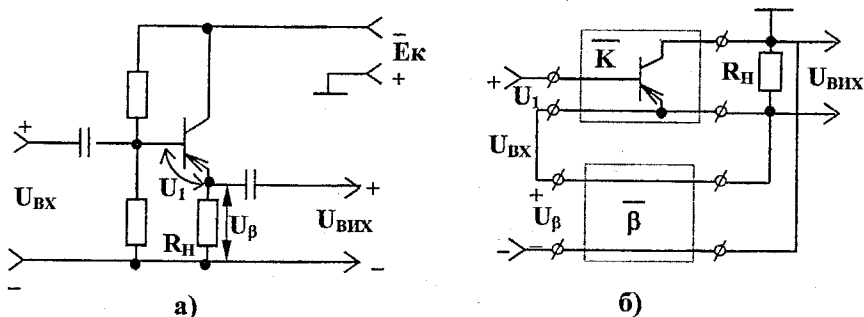 − Eк
+
+
Uвх
−
U₁
Rн
Uβ
Uвих
+
−
а)
K̅
+
U₁
Uвх
+
Uβ
−
−
β̅
Rн
Uвих
б)